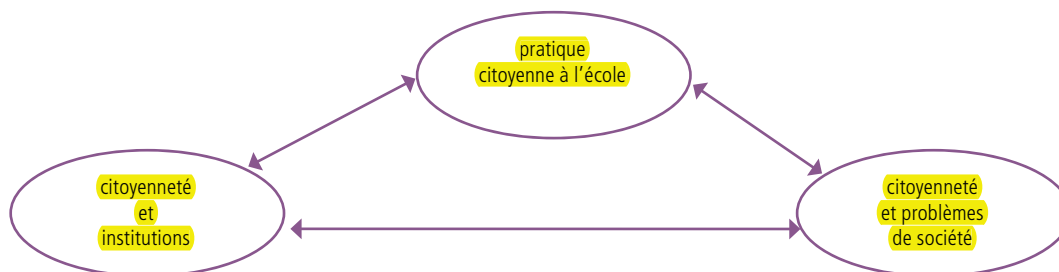 pratique
citoyenne à l'école
citoyenneté
et
institutions
citoyenneté
et problèmes
de société